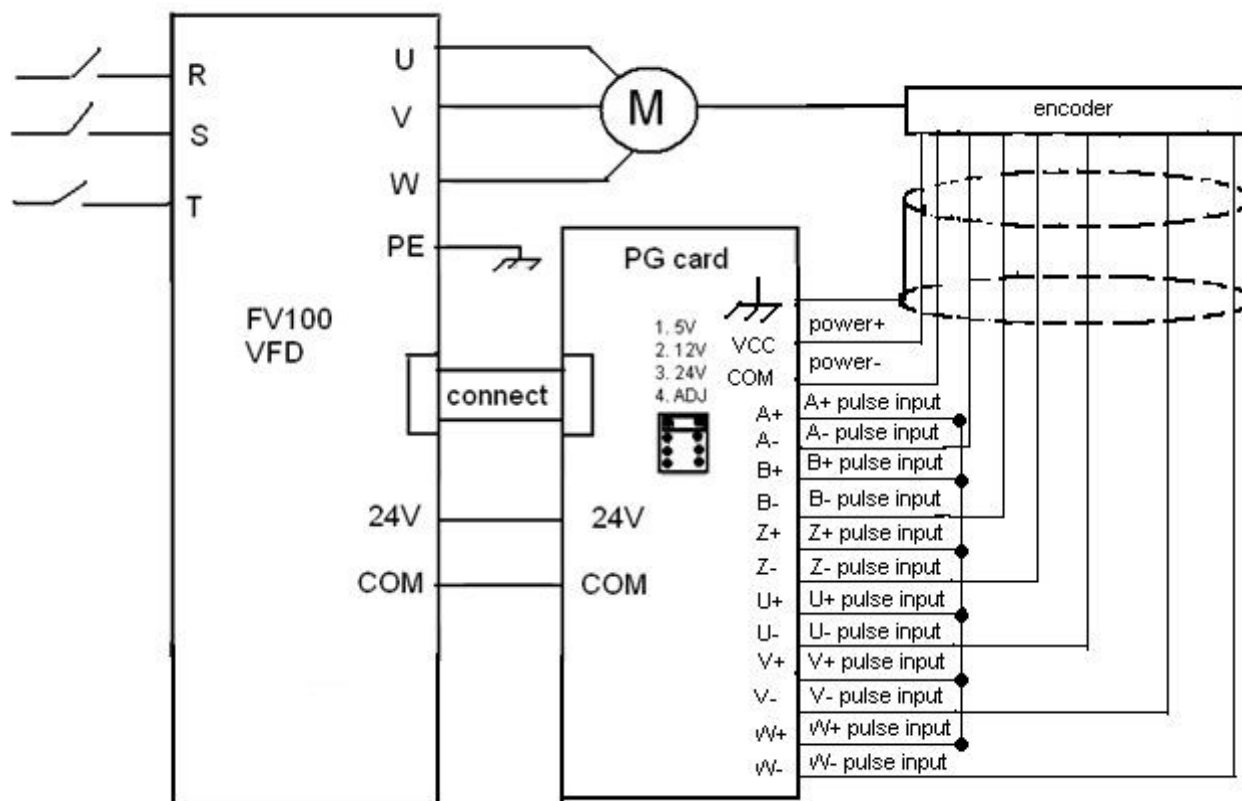 R
S
T
U
V
W
PE
FV100
VFD
M
encoder
PG card
1. 5V
2. 12V
3. 24V
4. ADJ
connect
24V
24V
COM
COM
VCC
COM
A+
A-
B+
B-
Z+
Z-
U+
U-
V+
V-
W+
W-
power+
power-
A+ pulse input
A- pulse input
B+ pulse input
B- pulse input
Z+ pulse input
Z- pulse input
U+ pulse input
U- pulse input
V+ pulse input
V- pulse input
W+ pulse input
W- pulse input